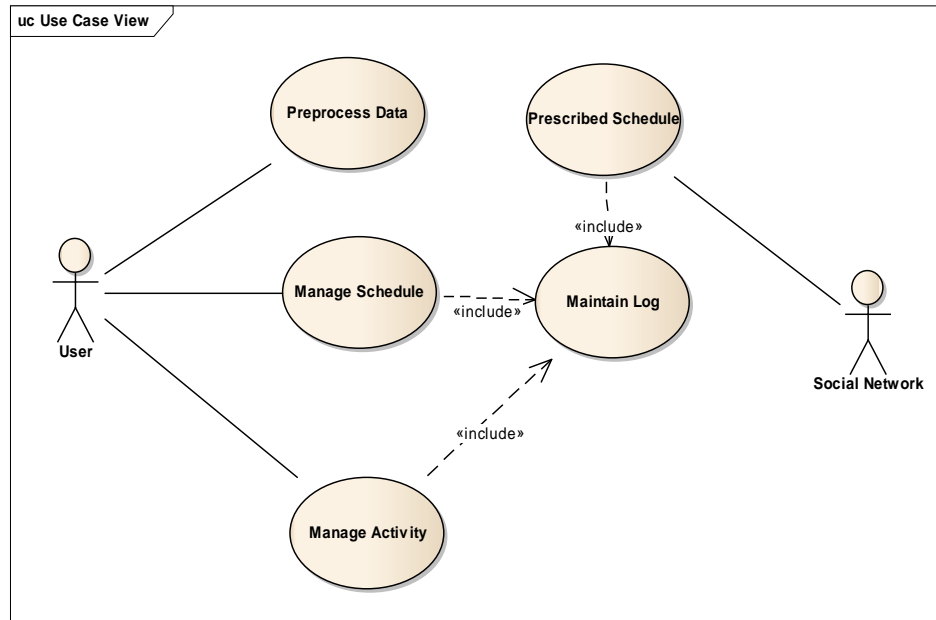 uc Use Case View
Preprocess Data
Prescribed Schedule
«include»
Manage Schedule
«include»
Maintain Log
User
Social Network
«include»
Manage Activity